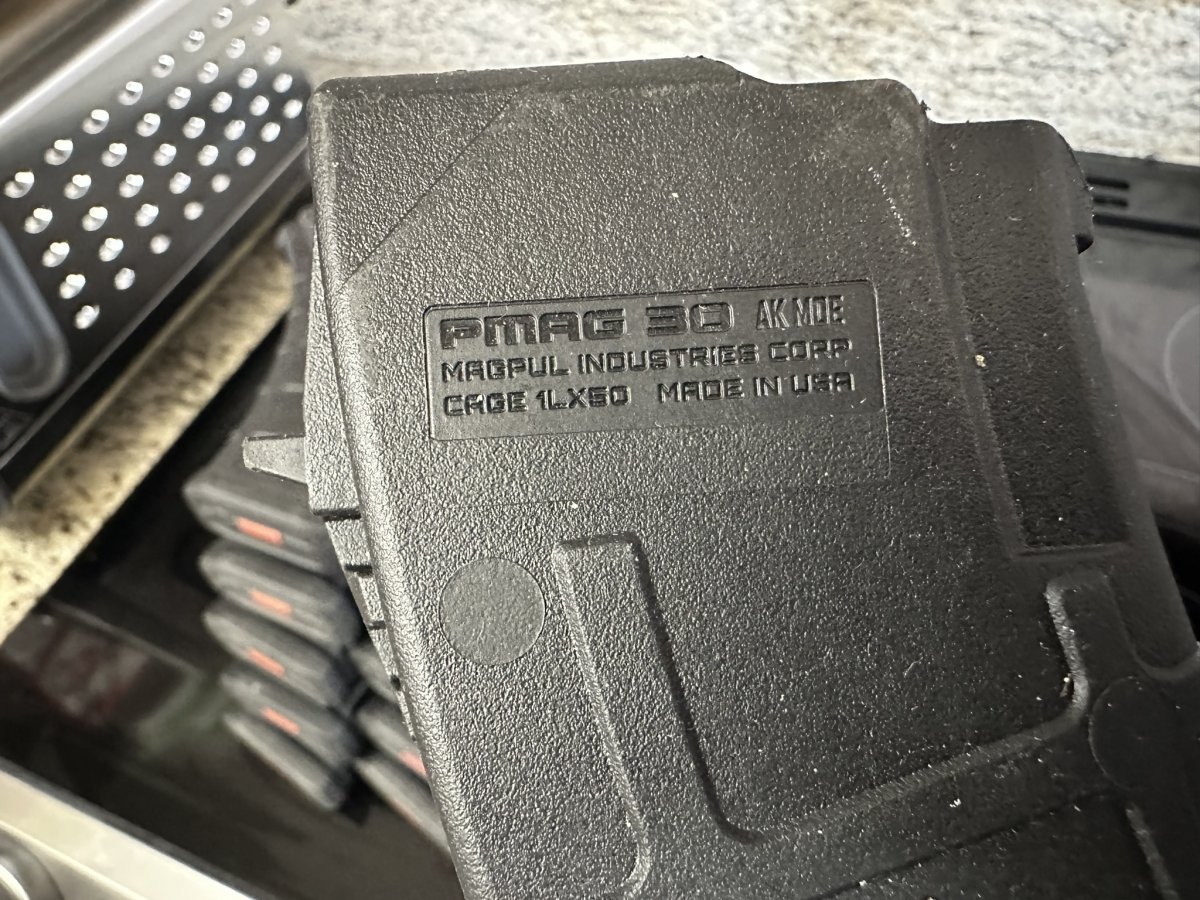 PMAG 30 AK MOE
MAGPUL INDUSTRIES CORP
CAGE 1LX50 MADE IN USA